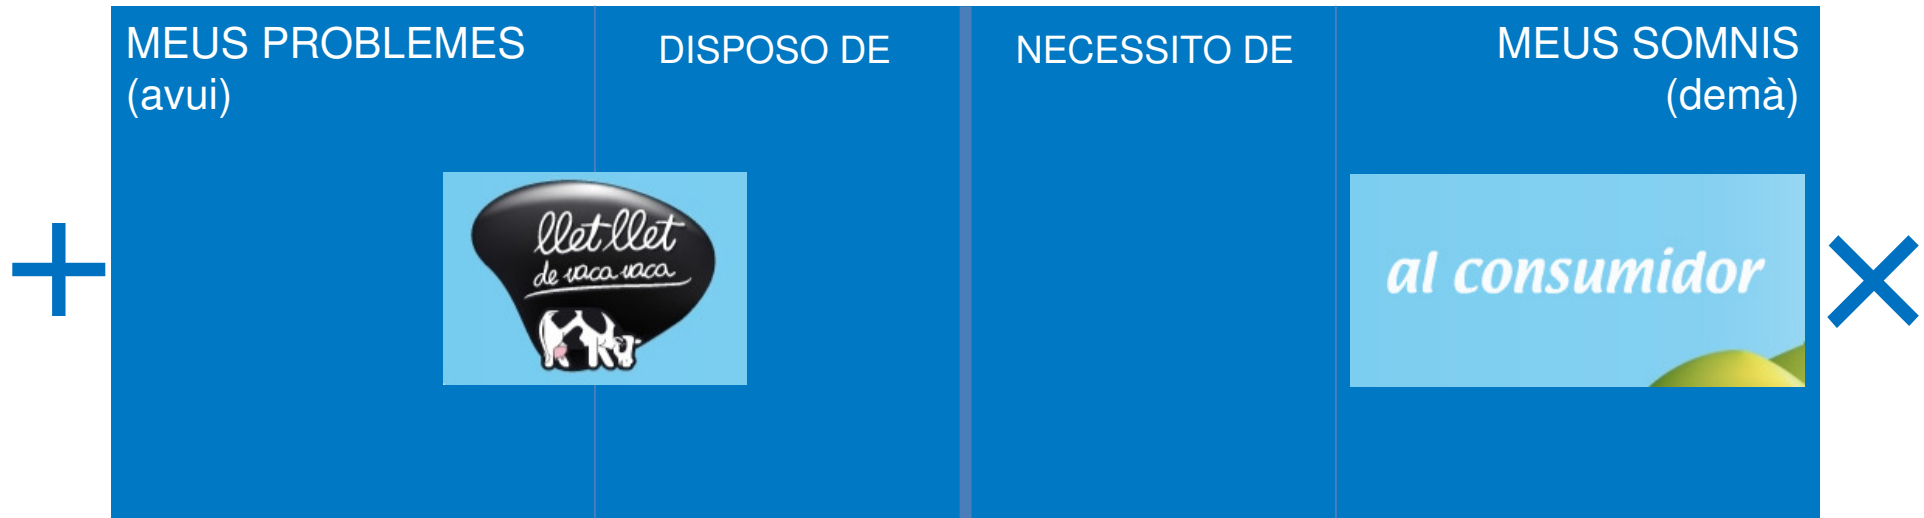 MEUS PROBLEMES
(avui)
DISPOSO DE
NECESSITO DE
MEUS SOMNIS
(demà)
llet llet
de vaca vaca
al consumidor